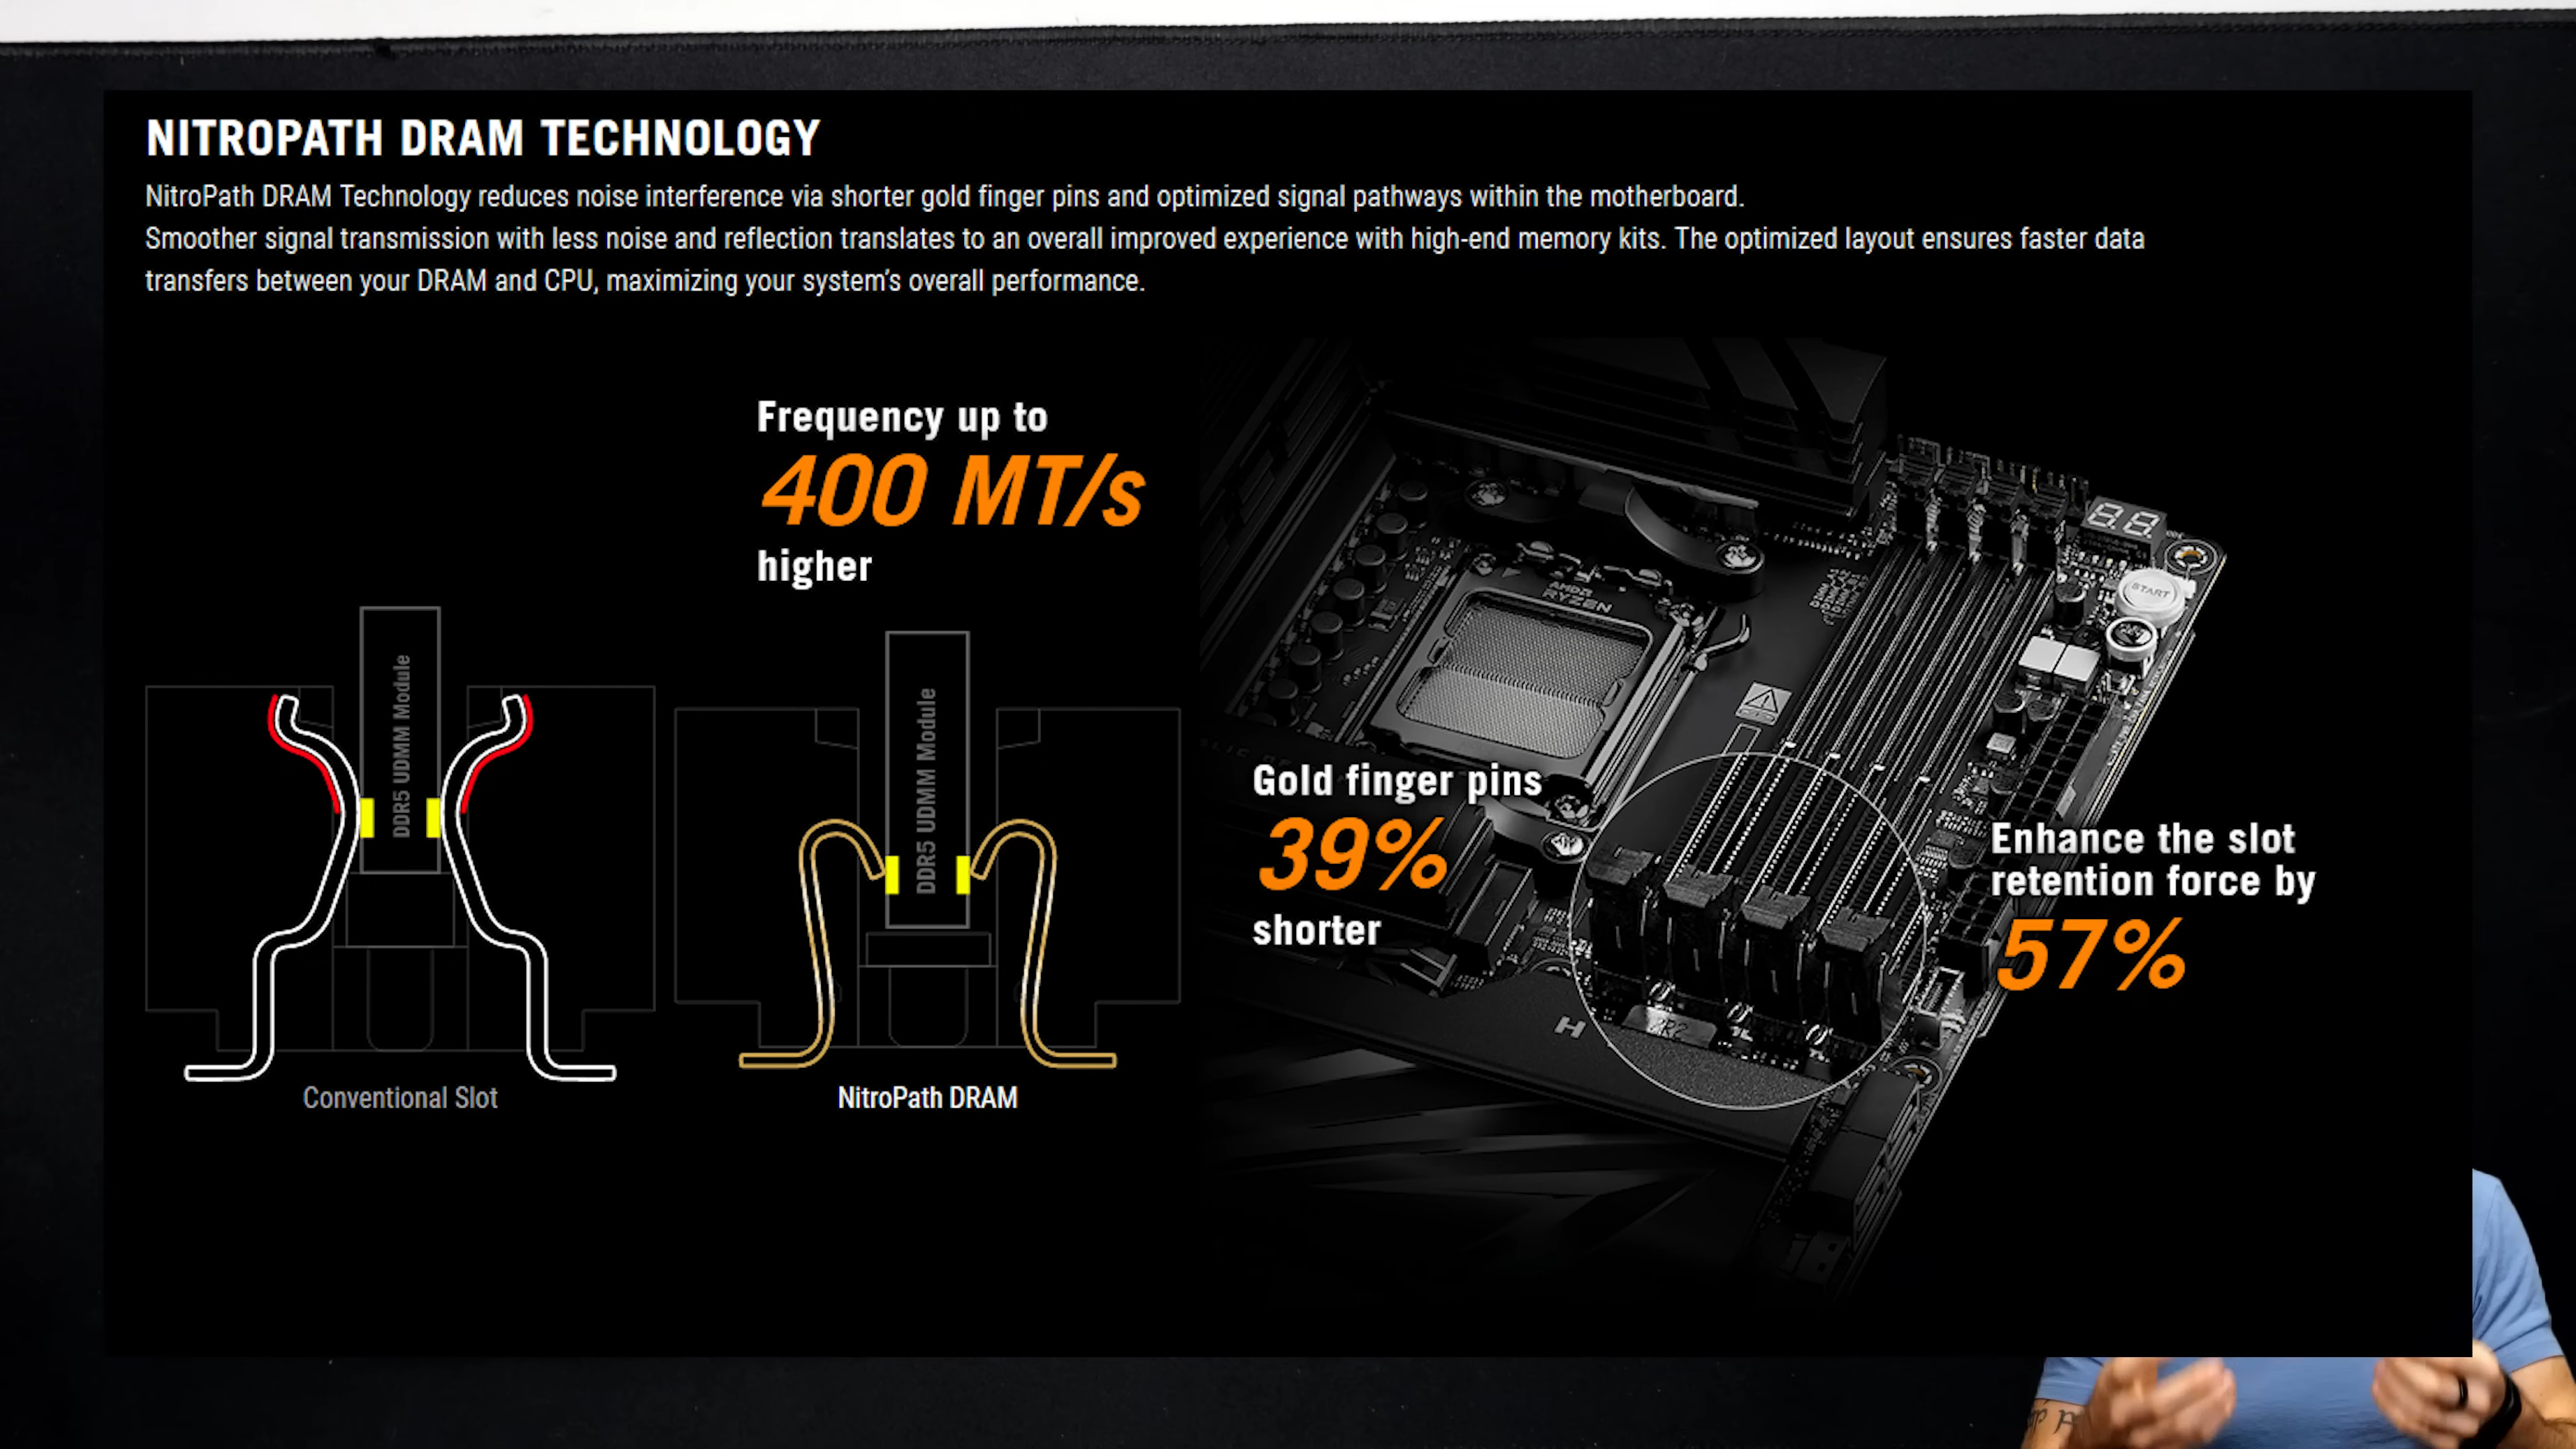 NITROPATH DRAM TECHNOLOGY
NitroPath DRAM Technology reduces noise interference via shorter gold finger pins and optimized signal pathways within the motherboard.
Smoother signal transmission with less noise and reflection translates to an overall improved experience with high-end memory kits. The optimized layout ensures faster data
transfers between your DRAM and CPU, maximizing your system's overall performance.
Frequency up to
400 MT/s
higher
DDR5 UDMM Module
Conventional Slot
DDR5 UDMM Module
NitroPath DRAM
AMD
RYZEN
8.8.
START
Gold finger pins
39%
shorter
Enhance the slot
retention force by
57%